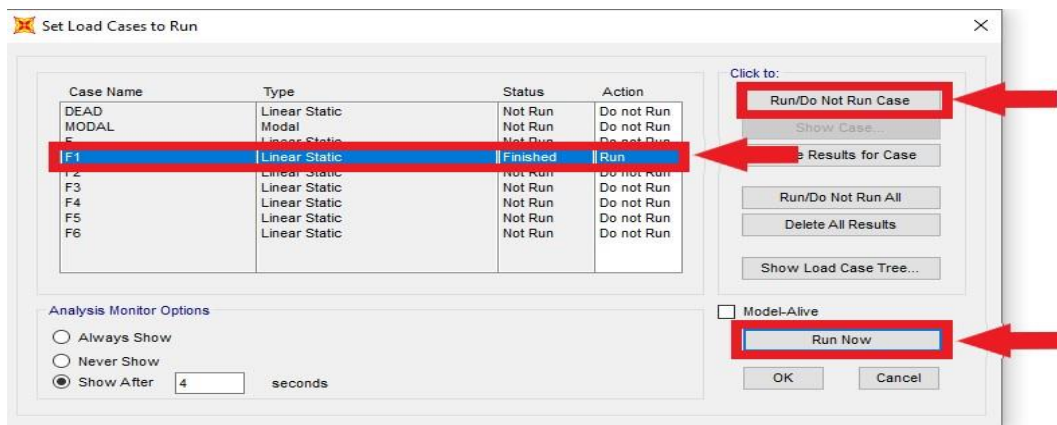 Set Load Cases to Run
Click to:
Case Name Type Status Action
DEAD Linear Static Not Run Do not Run
MODAL Modal Not Run Do not Run
F1 Linear Static Finished Run
F3 Linear Static Not Run Do not Run
F4 Linear Static Not Run Do not Run
F5 Linear Static Not Run Do not Run
F6 Linear Static Not Run Do not Run
Run/Do Not Run Case
Show Case...
Results for Case
Run/Do Not Run All
Delete All Results
Show Load Case Tree...
Analysis Monitor Options
Always Show
Never Show
Show After 4 seconds
Model-Alive
Run Now
OK Cancel